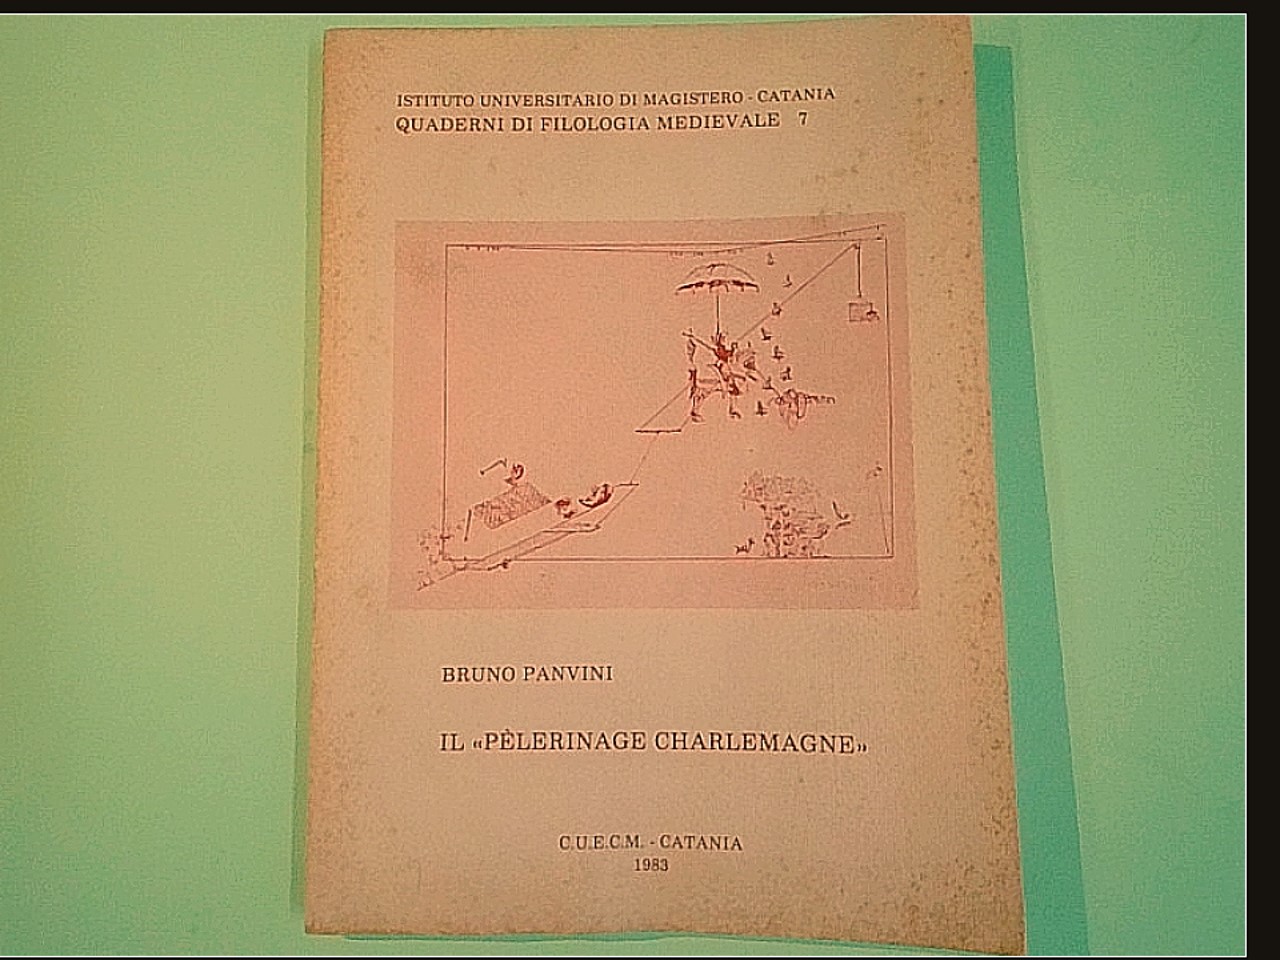 ISTITUTO UNIVERSITARIO DI MAGISTERO - CATANIA
QUADERNI DI FILOLOGIA MEDIEVALE 7
BRUNO PANVINI
IL «PÈLERINAGE CHARLEMAGNE»
C.U.E.C.M. - CATANIA
1983